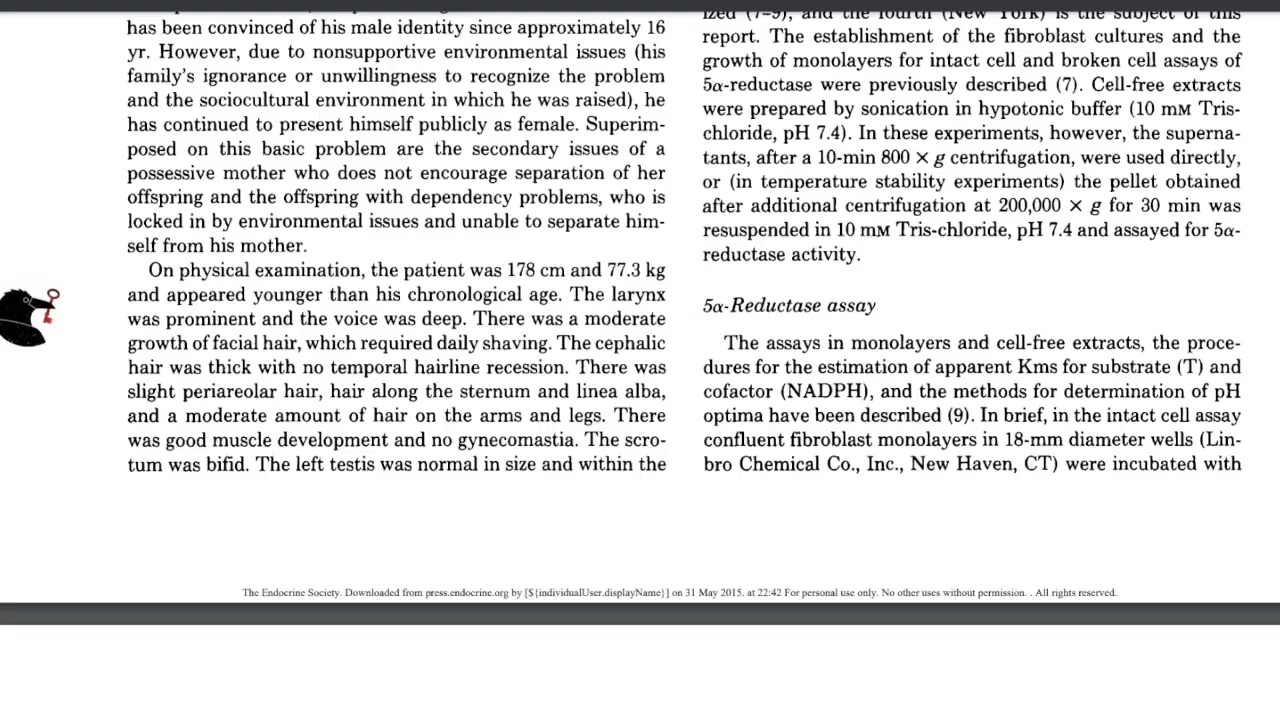 has been convinced of his male identity since approximately 16
yr. However, due to nonsupportive environmental issues (his
family's ignorance or unwillingness to recognize the problem
and the sociocultural environment in which he was raised), he
has continued to present himself publicly as female. Superim-
posed on this basic problem are the secondary issues of a
possessive mother who does not encourage separation of her
offspring and the offspring with dependency problems, who is
locked in by environmental issues and unable to separate him-
self from his mother.
On physical examination, the patient was 178 cm and 77.3 kg
and appeared younger than his chronological age. The larynx
was prominent and the voice was deep. There was a moderate
growth of facial hair, which required daily shaving. The cephalic
hair was thick with no temporal hairline recession. There was
slight periareolar hair, hair along the sternum and linea alba,
and a moderate amount of hair on the arms and legs. There
was good muscle development and no gynecomastia. The scro-
tum was bifid. The left testis was normal in size and within the
ized (7-9), and the fourth (New York) is the subject of this
report. The establishment of the fibroblast cultures and the
growth of monolayers for intact cell and broken cell assays of
5α-reductase were previously described (7). Cell-free extracts
were prepared by sonication in hypotonic buffer (10 mM Tris-
chloride, pH 7.4). In these experiments, however, the superna-
tants, after a 10-min 800 × g centrifugation, were used directly,
or (in temperature stability experiments) the pellet obtained
after additional centrifugation at 200,000 × g for 30 min was
resuspended in 10 mM Tris-chloride, pH 7.4 and assayed for 5α-
reductase activity.
5α-Reductase assay
The assays in monolayers and cell-free extracts, the proce-
dures for the estimation of apparent Kms for substrate (T) and
cofactor (NADPH), and the methods for determination of pH
optima have been described (9). In brief, in the intact cell assay
confluent fibroblast monolayers in 18-mm diameter wells (Lin-
bro Chemical Co., Inc., New Haven, CT) were incubated with
The Endocrine Society. Downloaded from press.endocrine.org by [${individualUser.displayName}] on 31 May 2015. at 22:42 For personal use only. No other uses without permission. . All rights reserved.